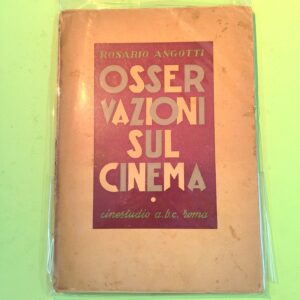 ROSARIO ANGOTTI
OSSER
VAZIONI
SUL
CINEMA
cinestudio a.b.c. roma